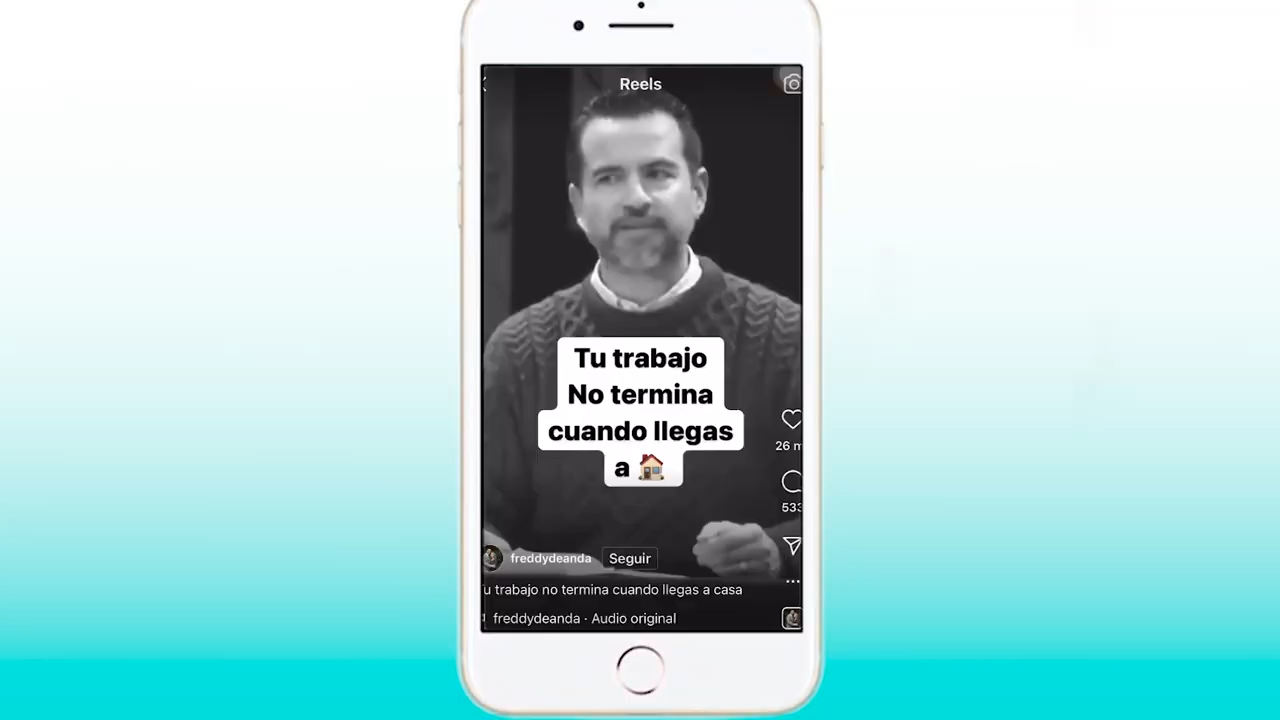 Reels
Tu trabajo
No termina
cuando llegas
a
26 m
533
freddydeanda Seguir
u trabajo no termina cuando llegas a casa
freddydeanda · Audio original